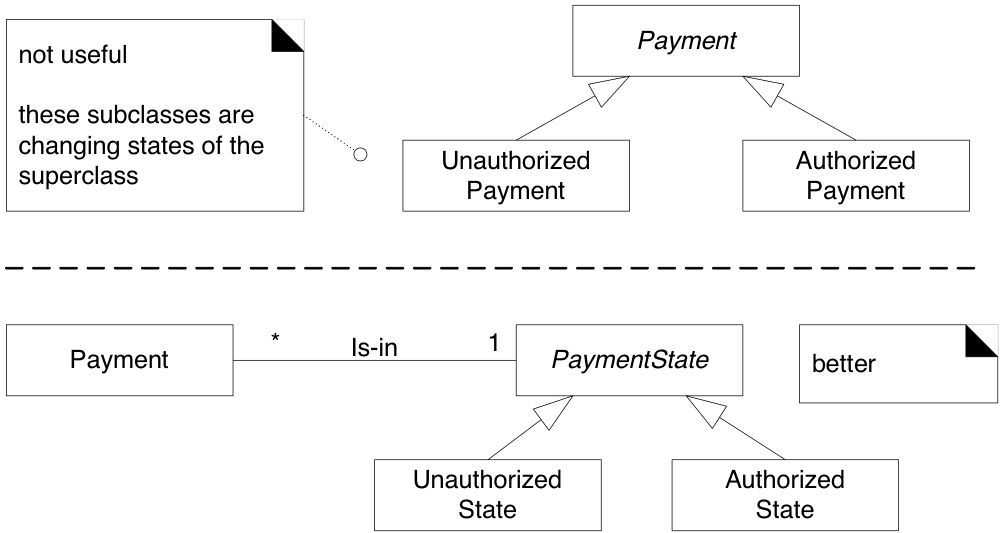 not useful
these subclasses are
changing states of the
superclass
Payment
Unauthorized
Payment
Authorized
Payment
Payment
*
Is-in
1
PaymentState
better
Unauthorized
State
Authorized
State